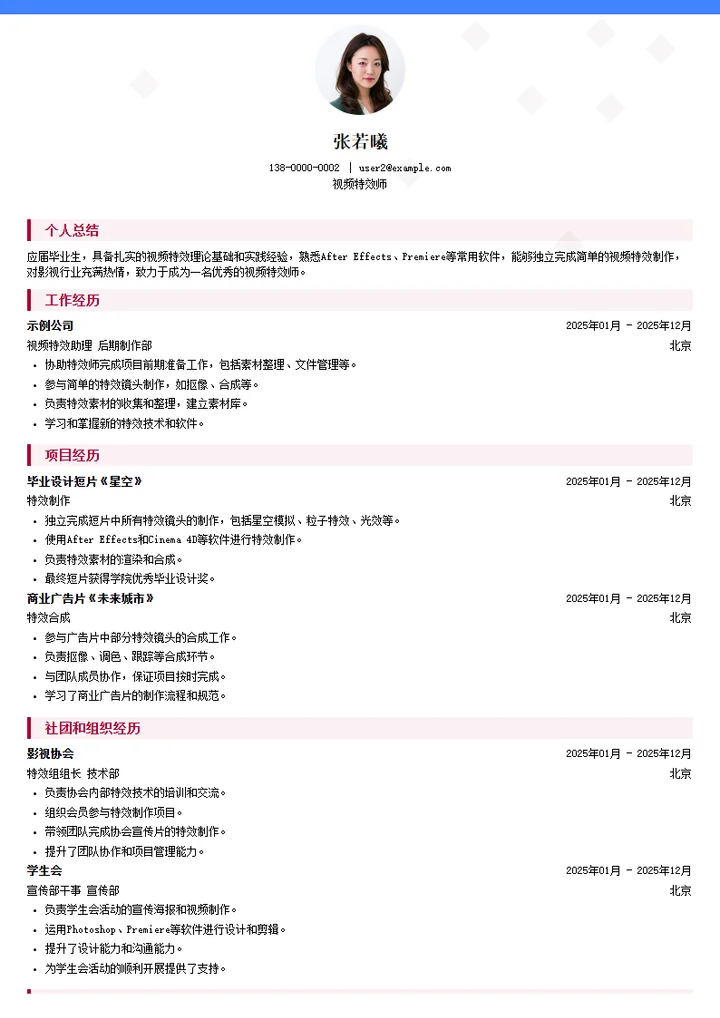 张若曦
138-0000-0002 | user2@example.com
视频特效师
个人总结
应届毕业生，具备扎实的视频特效理论基础和实践经验，熟悉After Effects、Premiere等常用软件，能够独立完成简单的视频特效制作，
对影视行业充满热情，致力于成为一名优秀的视频特效师。
工作经历
示例公司 2025年01月 - 2025年12月
视频特效助理 后期制作部 北京
• 协助特效师完成项目前期准备工作，包括素材整理、文件管理等。
• 参与简单的特效镜头制作，如抠像、合成等。
• 负责特效素材的收集和整理，建立素材库。
• 学习和掌握新的特效技术和软件。
项目经历
毕业设计短片《星空》 2025年01月 - 2025年12月
特效制作 北京
• 独立完成短片中所有特效镜头的制作，包括星空模拟、粒子特效、光效等。
• 使用After Effects和Cinema 4D等软件进行特效制作。
• 负责特效素材的渲染和合成。
• 最终短片获得学院优秀毕业设计奖。
商业广告片《未来城市》 2025年01月 - 2025年12月
特效合成 北京
• 参与广告片中部分特效镜头的合成工作。
• 负责抠像、调色、跟踪等合成环节。
• 与团队成员协作，保证项目按时完成。
• 学习了商业广告片的制作流程和规范。
社团和组织经历
影视协会 2025年01月 - 2025年12月
特效组组长 技术部 北京
• 负责协会内部特效技术的培训和交流。
• 组织会员参与特效制作项目。
• 带领团队完成协会宣传片的特效制作。
• 提升了团队协作和项目管理能力。
学生会 2025年01月 - 2025年12月
宣传部干事 宣传部 北京
• 负责学生会活动的宣传海报和视频制作。
• 运用Photoshop、Premiere等软件进行设计和剪辑。
• 提升了设计能力和沟通能力。
• 为学生会活动的顺利开展提供了支持。